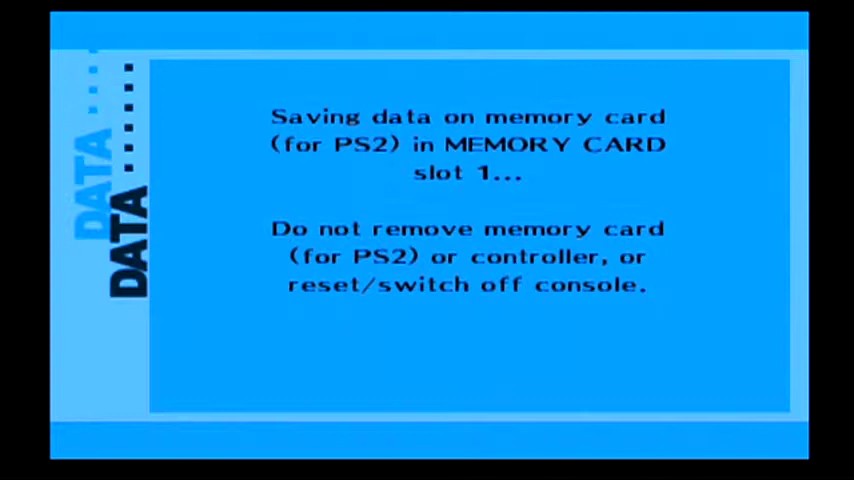 DATA
DATA
Saving data on memory card
(for PS2) in MEMORY CARD
slot 1...
Do not remove memory card
(for PS2) or controller, or
reset/switch off console.